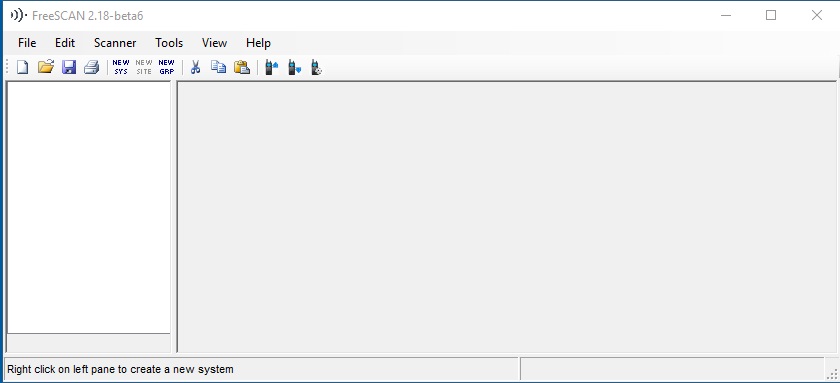 FreeSCAN 2.18-beta6
File Edit Scanner Tools View Help
NEW SYS NEW SITE NEW GRP
Right click on left pane to create a new system